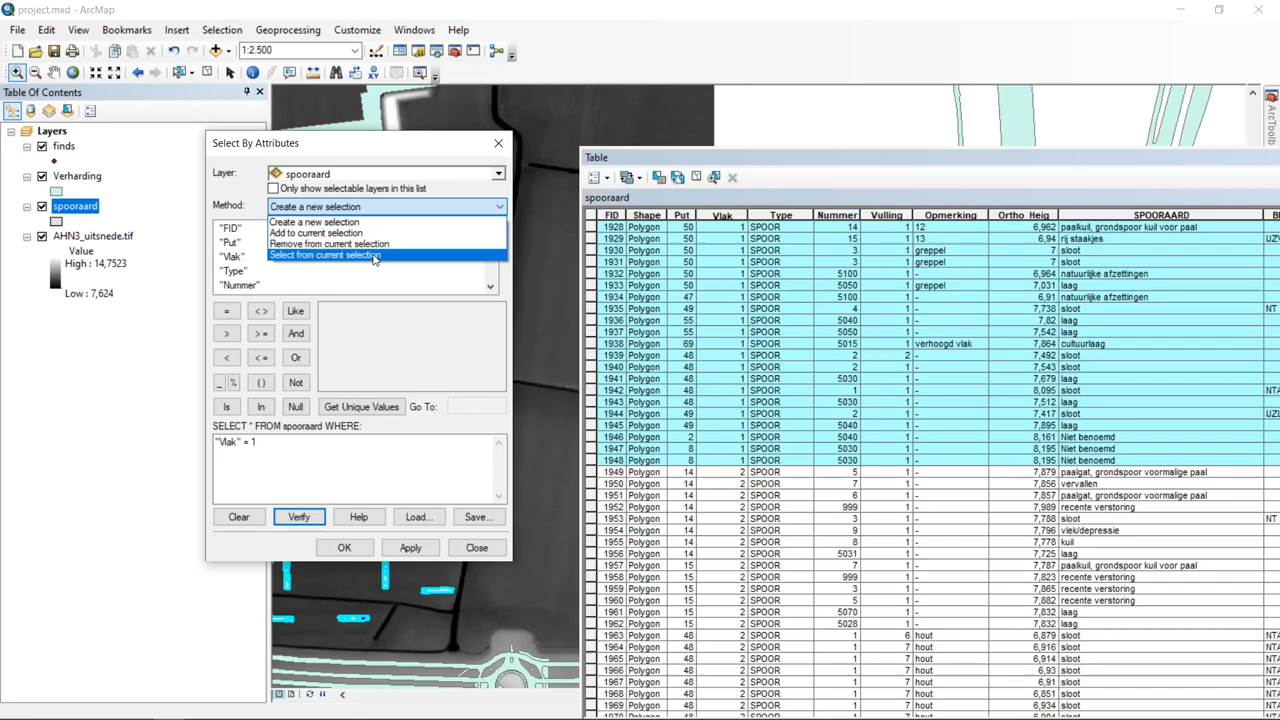 project.mxd - ArcMap
File Edit View Bookmarks Insert Selection Geoprocessing Customize Windows Help
1:2.500
Table Of Contents
Layers
finds
Verharding
spooraard
AHN3_uitsnede.tif
Value
High : 14,7523
Low : 7,624
Select By Attributes
Layer: spooraard
Only show selectable layers in this list
Method: Create a new selection
Create a new selection
Add to current selection
Remove from current selection
Select from current selection
"FID"
"Put"
"Vlak"
"Type"
"Nummer"
= < > Like
> > = And
< < = Or
_ % ( ) Not
Is In Null Get Unique Values Go To:
SELECT * FROM spooraard WHERE:
"Vlak" = 1
Clear Verify Help Load... Save...
OK Apply Close
Table
spooraard
FID Shape Put Vlak Type Nummer Vulling Opmerking Ortho_Heig SPOORAARD
1928 Polygon 50 1 SPOOR 14 1 12 6,962 paalkuil, grondspoor kuil voor paal
1929 Polygon 50 1 SPOOR 15 1 13 6,94 rij staakjes UZV
1930 Polygon 50 1 SPOOR 3 1 greppel 7 sloot
1931 Polygon 50 1 SPOOR 3 1 greppel 7 sloot
1932 Polygon 50 1 SPOOR 5100 1 - 6,964 natuurlijke afzettingen
1933 Polygon 50 1 SPOOR 5050 1 greppel 7,031 laag
1934 Polygon 47 1 SPOOR 5100 1 - 6,91 natuurlijke afzettingen
1935 Polygon 49 1 SPOOR 4 1 - 7,738 sloot NT
1936 Polygon 55 1 SPOOR 5040 1 - 7,82 laag
1937 Polygon 55 1 SPOOR 5050 1 - 7,542 laag
1938 Polygon 69 1 SPOOR 5015 1 verhoogd vlak 7,864 cultuurlaag
1939 Polygon 48 1 SPOOR 2 2 - 7,492 sloot
1940 Polygon 48 1 SPOOR 2 1 - 7,543 sloot
1941 Polygon 48 1 SPOOR 5030 1 - 7,679 laag
1942 Polygon 48 1 SPOOR 1 1 - 8,095 sloot NTA
1943 Polygon 48 1 SPOOR 5030 1 - 7,512 laag
1944 Polygon 49 1 SPOOR 2 1 - 7,417 sloot
1945 Polygon 49 1 SPOOR 5030 1 - 7,895 laag
1946 Polygon 2 1 SPOOR 5040 1 - 8,161 Niet benoemd
1947 Polygon 8 1 SPOOR 5030 1 - 8,195 Niet benoemd
1948 Polygon 8 1 SPOOR 5030 1 - 8,195 Niet benoemd
1949 Polygon 14 2 SPOOR 5 1 - 7,879 paalgat, grondspoor voormalige paal
1950 Polygon 14 2 SPOOR 7 1 - 7,856 vervallen
1951 Polygon 14 2 SPOOR 6 1 - 7,857 paalgat, grondspoor voormalige paal
1952 Polygon 14 2 SPOOR 999 1 - 7,989 recente verstoring
1953 Polygon 14 2 SPOOR 3 1 - 7,788 sloot NT
1954 Polygon 14 2 SPOOR 9 1 - 7,796 vlek/depressie
1955 Polygon 14 2 SPOOR 8 1 - 7,778 kuil
1956 Polygon 14 2 SPOOR 5031 1 - 7,725 laag
1957 Polygon 15 2 SPOOR 7 1 - 7,787 paalkuil, grondspoor kuil voor paal
1958 Polygon 15 2 SPOOR 999 1 - 7,823 recente verstoring
1959 Polygon 15 2 SPOOR 3 1 - 7,865 recente verstoring
1960 Polygon 15 2 SPOOR 5 1 - 7,882 recente verstoring
1961 Polygon 15 2 SPOOR 5070 1 - 7,832 laag
1962 Polygon 15 2 SPOOR 5028 1 - 7,832 laag
1963 Polygon 48 2 SPOOR 1 6 hout 6,879 sloot NTA
1964 Polygon 48 2 SPOOR 1 7 hout 6,916 sloot NTA
1965 Polygon 48 2 SPOOR 1 7 hout 6,914 sloot NTA
1966 Polygon 48 2 SPOOR 1 7 hout 6,93 sloot NTA
1967 Polygon 48 2 SPOOR 1 7 hout 6,91 sloot NTA
1968 Polygon 48 2 SPOOR 1 7 hout 6,851 sloot NTA
1969 Polygon 48 2 SPOOR 1 7 hout 6,934 sloot NTA